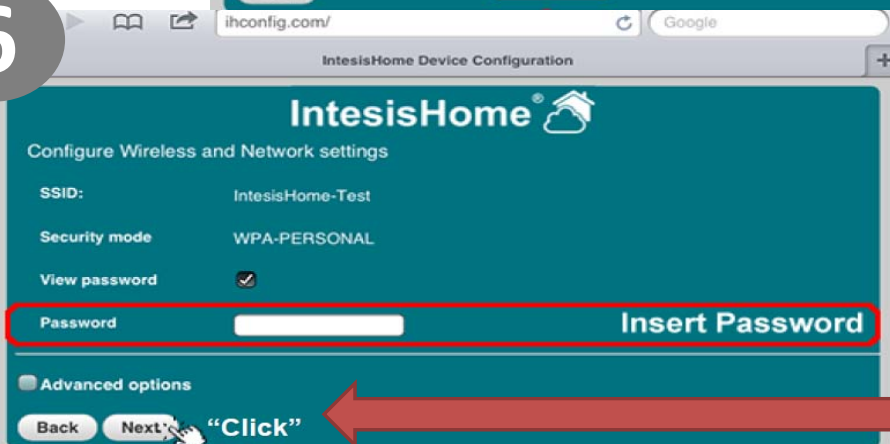 6
ihconfig.com/
Google
IntesisHome Device Configuration
+
IntesisHome®
Configure Wireless and Network settings
SSID: IntesisHome-Test
Security mode WPA-PERSONAL
View password
Password Insert Password
Advanced options
Back Next "Click"